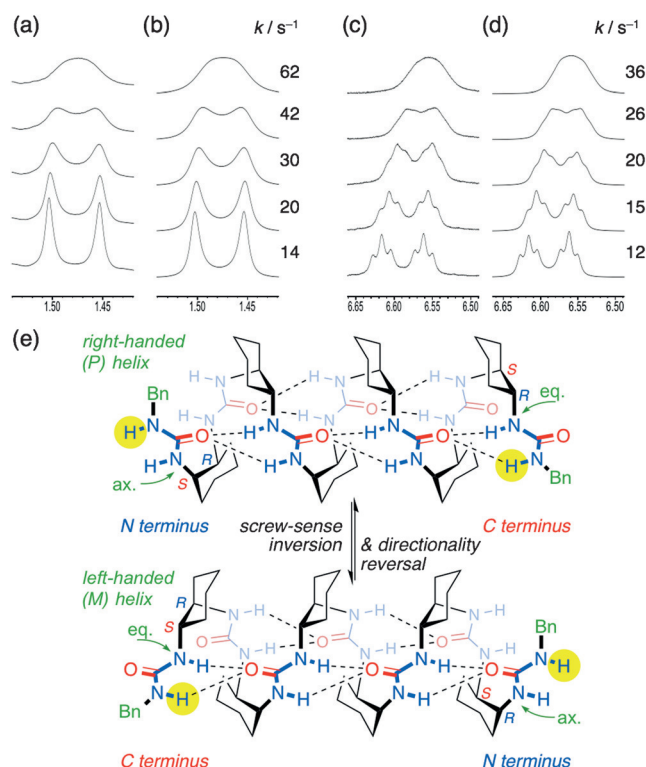 (a) (b) k / s⁻¹ (c) (d) k / s⁻¹
62 36
42 26
30 20
20 15
14 12
1.50 1.45 1.50 1.45 6.65 6.60 6.55 6.50 6.65 6.60 6.55 6.50
(e)
right-handed
(P) helix
S
Bn
H N
H N
R
eq.
H N
O
N H
O
N H
O
H N
O
H N
O
H N
O
H N
R
H N
H N
H N
ax.
S
Bn
N terminus
screw-sense
inversion
& directionality
reversal
C terminus
left-handed
(M) helix
R
N H
N H
eq.
S
Bn
O
N H
O
N H
O
N H
O
N H
N H
N H
N H
S
N H
Bn
R
ax.
C terminus
N terminus